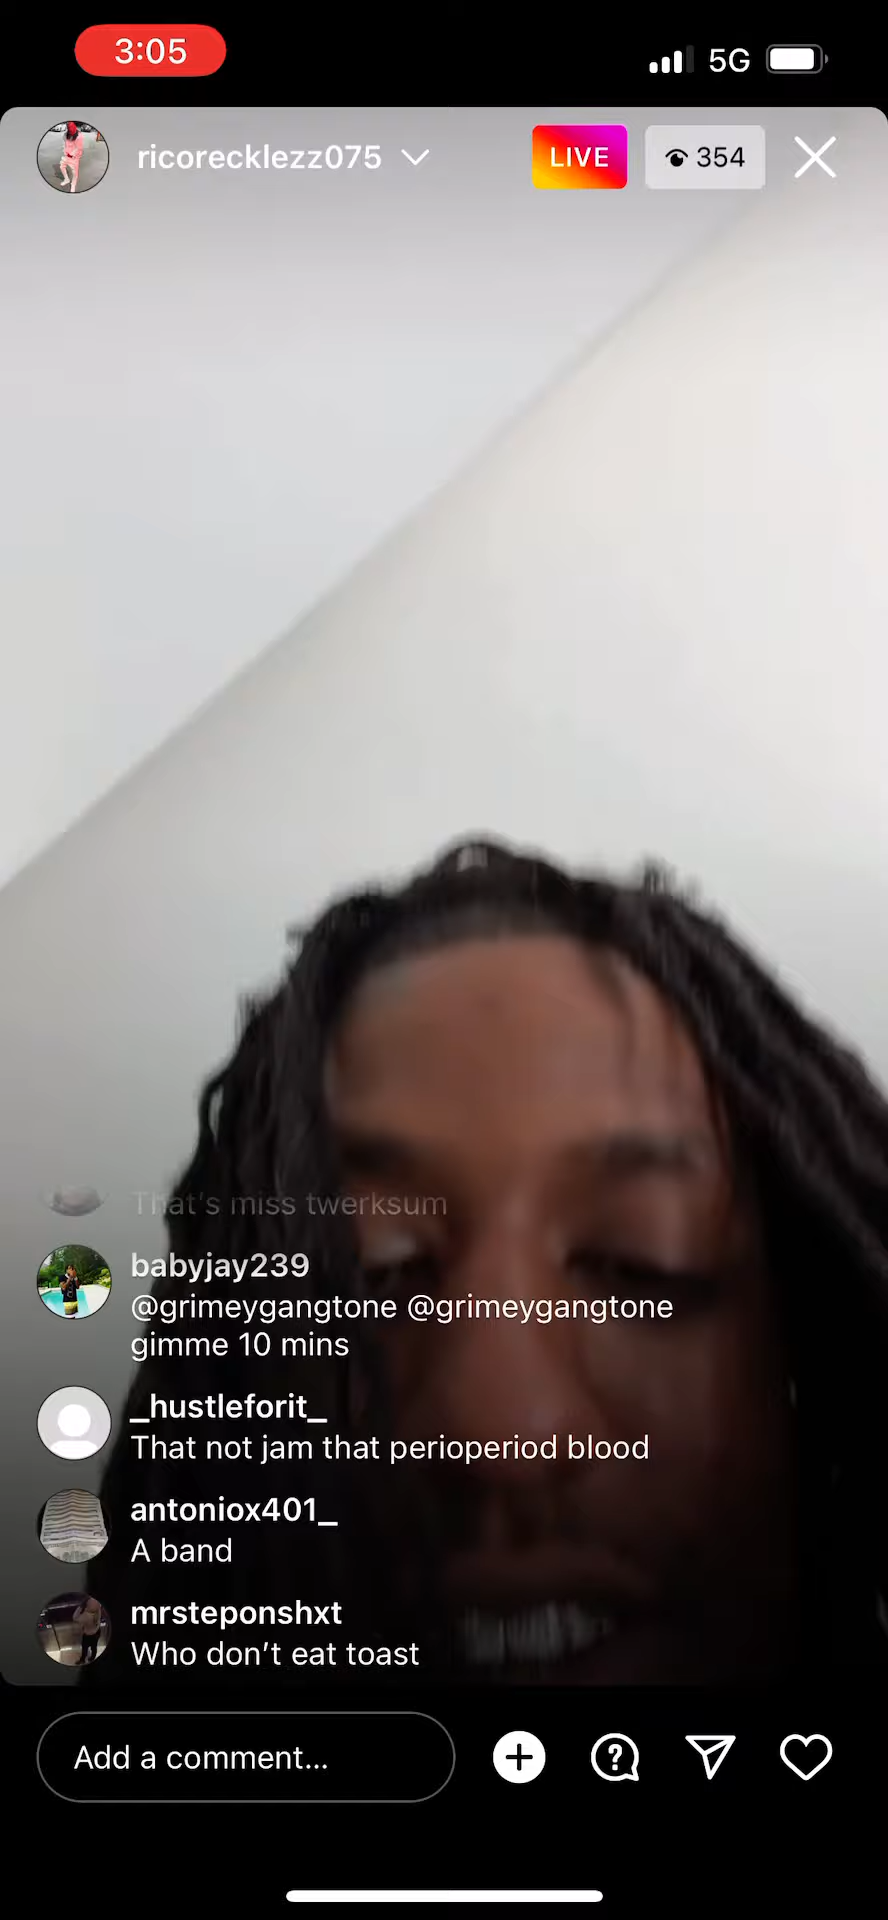 3:05
5G
ricorecklezz075
LIVE
354
That's miss twerksum
babyjay239
@grimeygangtone @grimeygangtone
gimme 10 mins
_hustleforit_
That not jam that perioperiod blood
antoniox401_
A band
mrsteponshxt
Who don't eat toast
Add a comment...